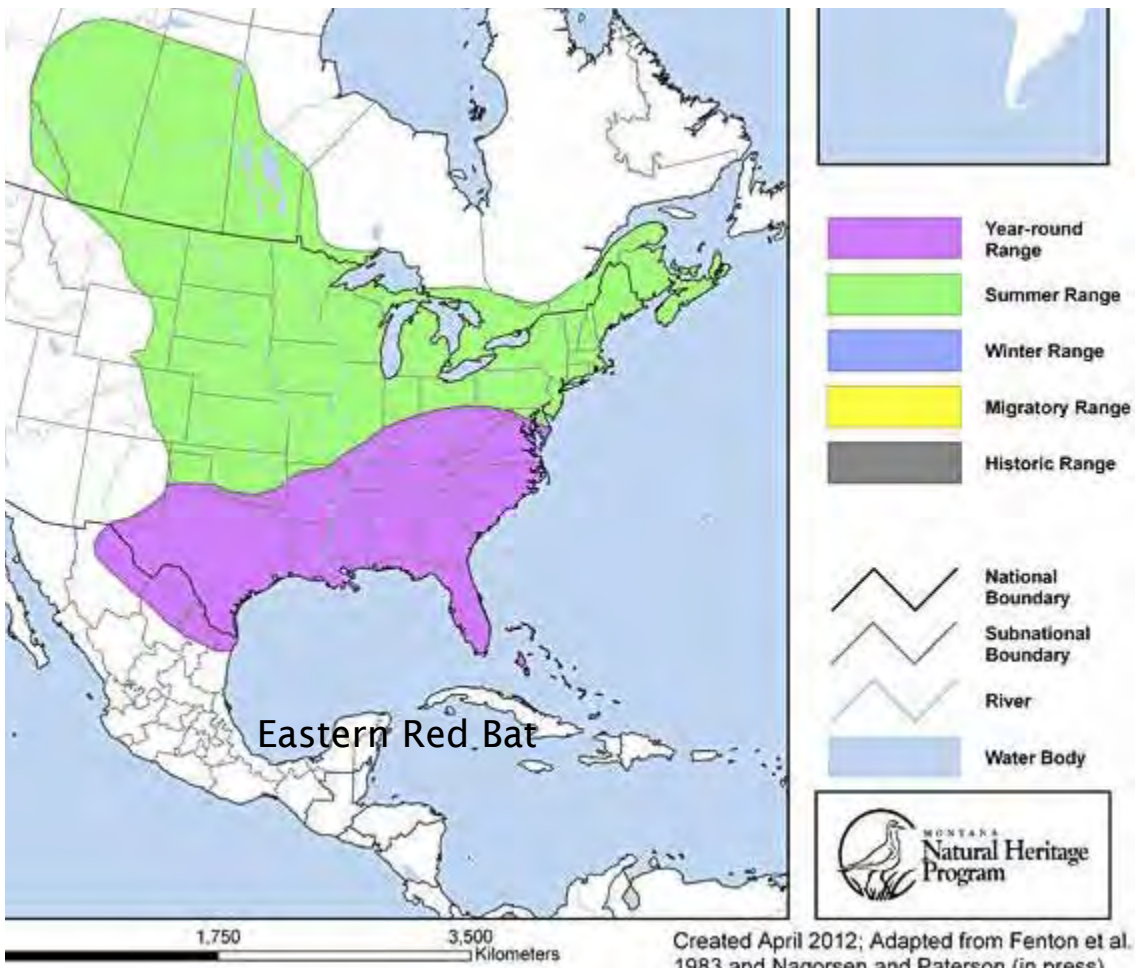 Year-round
Range
Summer Range
Winter Range
Migratory Range
Historic Range
National
Boundary
Subnational
Boundary
River
Water Body
Eastern Red Bat
MONTANA
Natural Heritage
Program
1,750
3,500
Kilometers
Created April 2012; Adapted from Fenton et al.
1983 and Nagorsen and Paterson (in press)